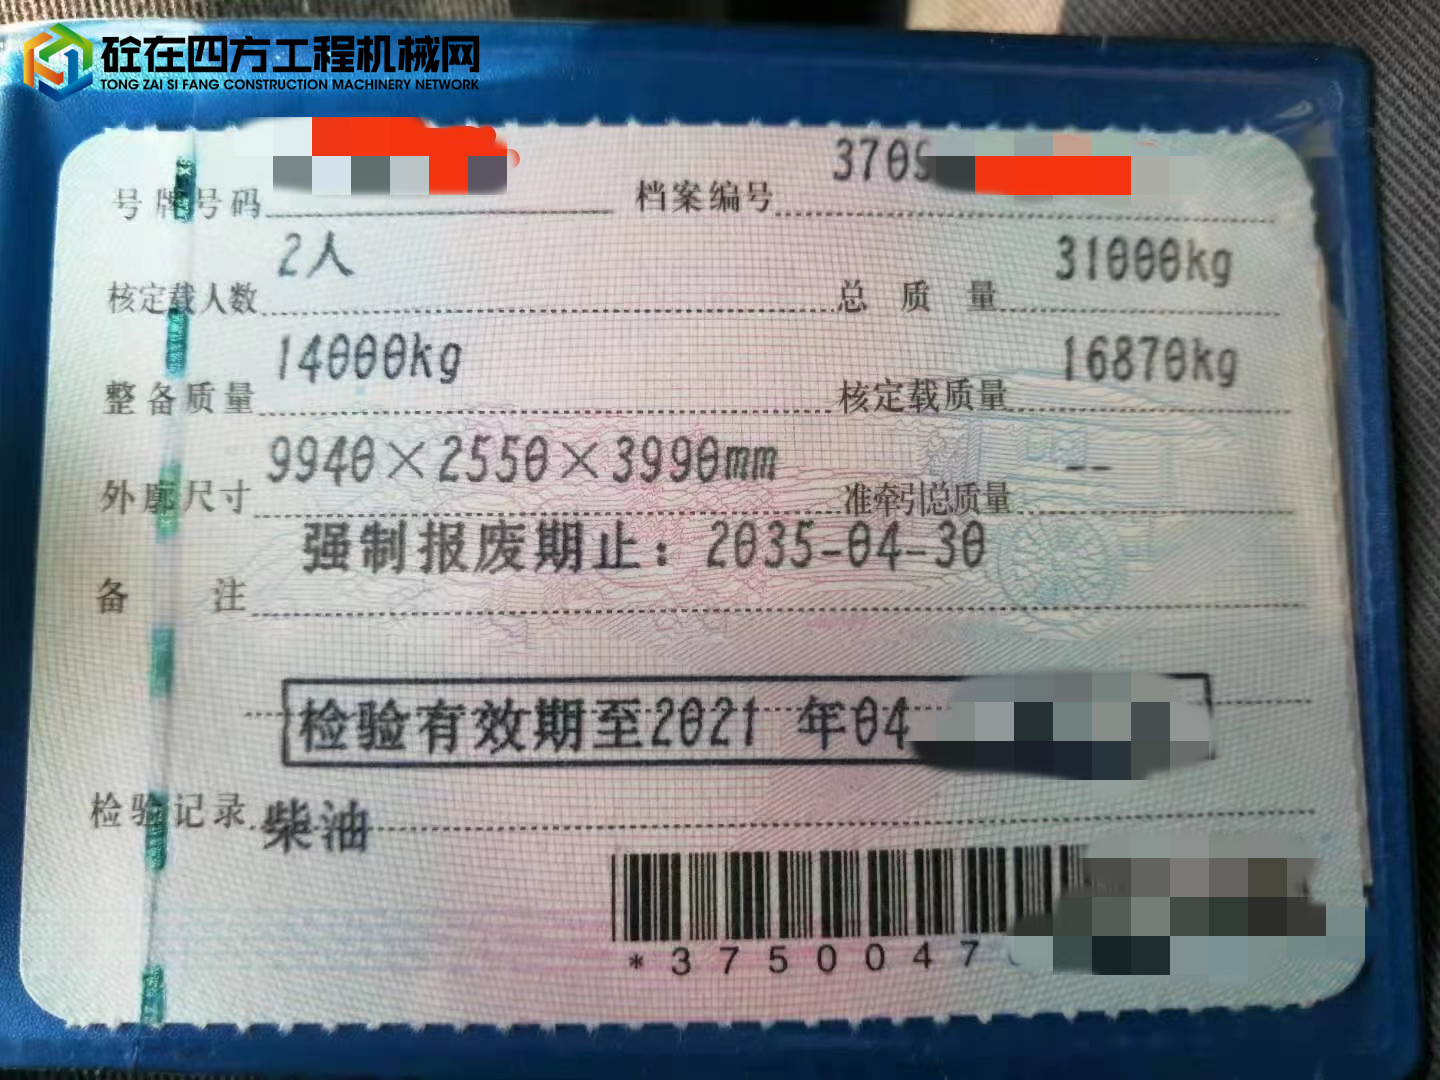 砼在四方工程机械网
TONG ZAI SI FANG CONSTRUCTION MACHINERY NETWORK
号牌号码 档案编号 3709
核定载人数 2人 总质量 31000kg
整备质量 14000kg 核定载质量 16870kg
外廓尺寸 9940×2550×3990mm 准牵引总质量 --
备注 强制报废期止：2035-04-30
检验有效期至2021 年04
检验记录 柴油
*3750047